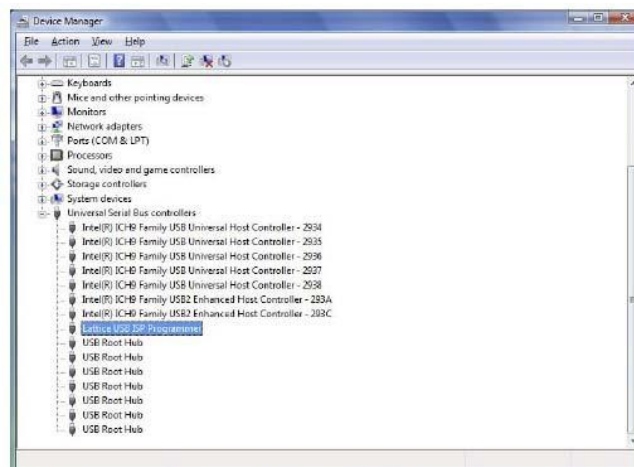 Device Manager
File Action View Help
Keyboards
Mice and other pointing devices
Monitors
Network adapters
Ports (COM & LPT)
Processors
Sound, video and game controllers
Storage controllers
System devices
Universal Serial Bus controllers
Intel(R) ICH9 Family USB Universal Host Controller - 2934
Intel(R) ICH9 Family USB Universal Host Controller - 2935
Intel(R) ICH9 Family USB Universal Host Controller - 2936
Intel(R) ICH9 Family USB Universal Host Controller - 2937
Intel(R) ICH9 Family USB Universal Host Controller - 2938
Intel(R) ICH9 Family USB2 Enhanced Host Controller - 293A
Intel(R) ICH9 Family USB2 Enhanced Host Controller - 293C
Lattice USB ISP Programmer
USB Root Hub
USB Root Hub
USB Root Hub
USB Root Hub
USB Root Hub
USB Root Hub
USB Root Hub